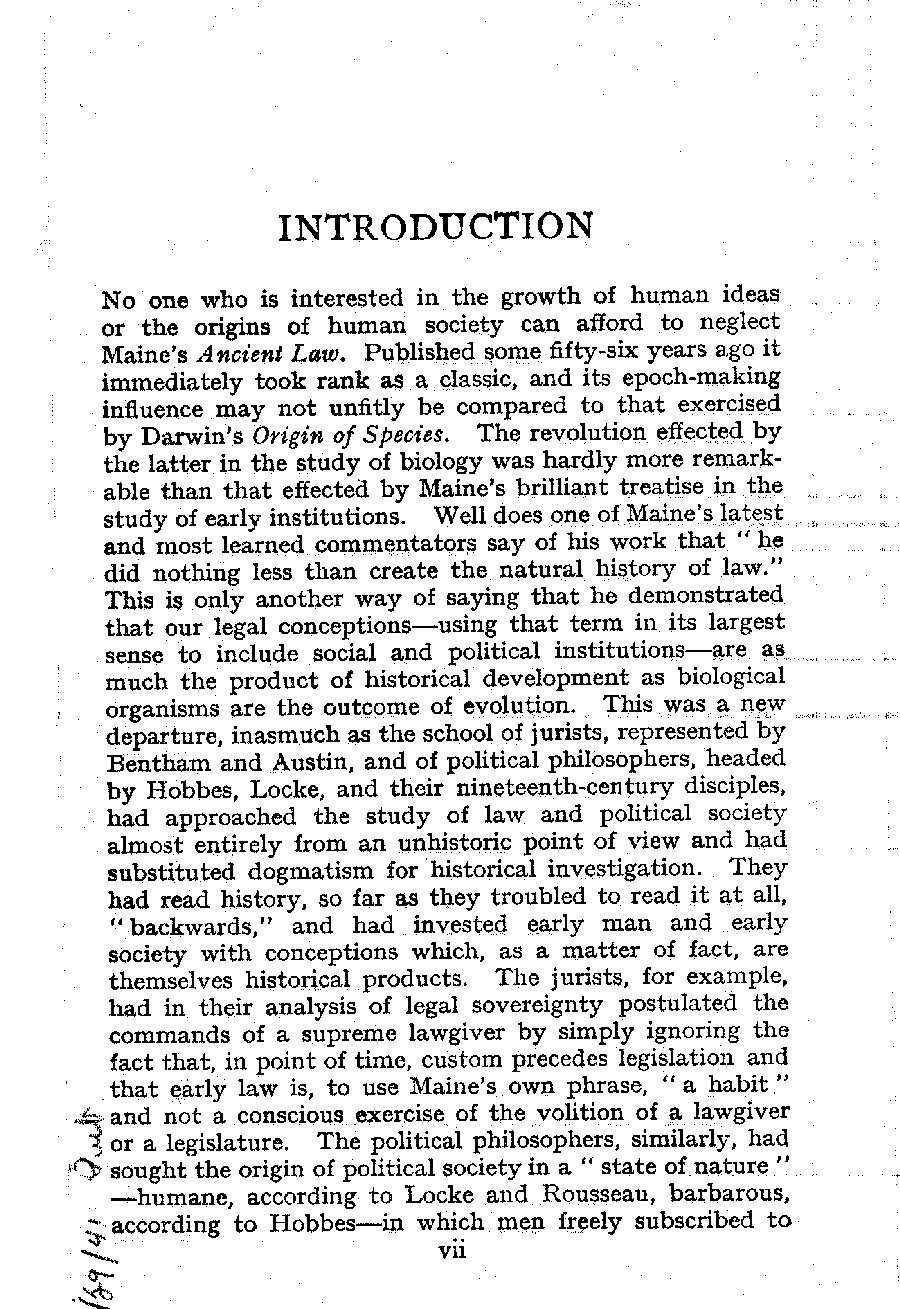 INTRODUCTION
No one who is interested in the growth of human ideas
or the origins of human society can afford to neglect
Maine's Ancient Law. Published some fifty-six years ago it
immediately took rank as a classic, and its epoch-making
influence may not unfitly be compared to that exercised
by Darwin's Origin of Species. The revolution effected by
the latter in the study of biology was hardly more remark-
able than that effected by Maine's brilliant treatise in the
study of early institutions. Well does one of Maine's latest
and most learned commentators say of his work that " he
did nothing less than create the natural history of law."
This is only another way of saying that he demonstrated
that our legal conceptions—using that term in its largest
sense to include social and political institutions—are as
much the product of historical development as biological
organisms are the outcome of evolution. This was a new
departure, inasmuch as the school of jurists, represented by
Bentham and Austin, and of political philosophers, headed
by Hobbes, Locke, and their nineteenth-century disciples,
had approached the study of law and political society
almost entirely from an unhistoric point of view and had
substituted dogmatism for historical investigation. They
had read history, so far as they troubled to read it at all,
" backwards," and had invested early man and early
society with conceptions which, as a matter of fact, are
themselves historical products. The jurists, for example,
had in their analysis of legal sovereignty postulated the
commands of a supreme lawgiver by simply ignoring the
fact that, in point of time, custom precedes legislation and
that early law is, to use Maine's own phrase, " a habit "
and not a conscious exercise of the volition of a lawgiver
or a legislature. The political philosophers, similarly, had
sought the origin of political society in a " state of nature "
—humane, according to Locke and Rousseau, barbarous,
according to Hobbes—in which men freely subscribed to
vii